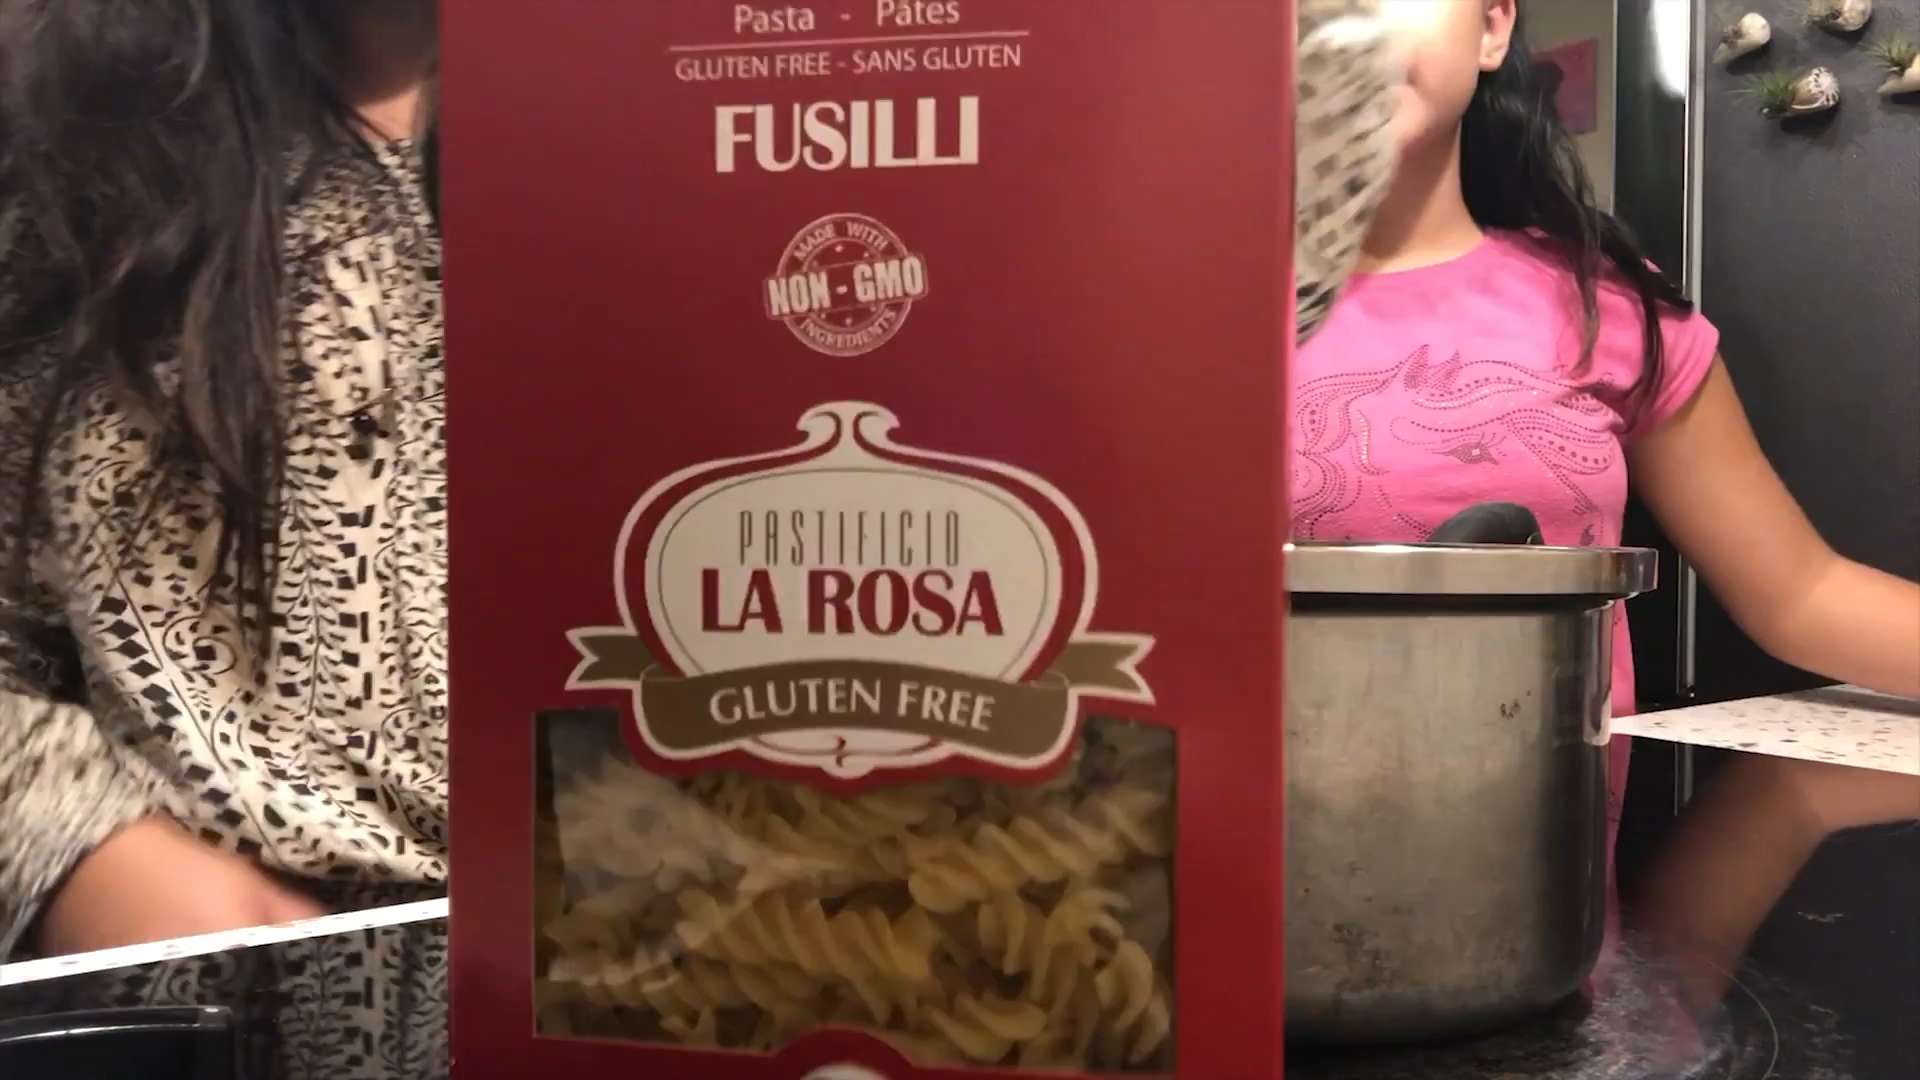 Pasta - Pâtes
GLUTEN FREE - SANS GLUTEN
FUSILLI
MADE WITH
NON - GMO
INGREDIENTS
PASTIFICIO
LA ROSA
GLUTEN FREE